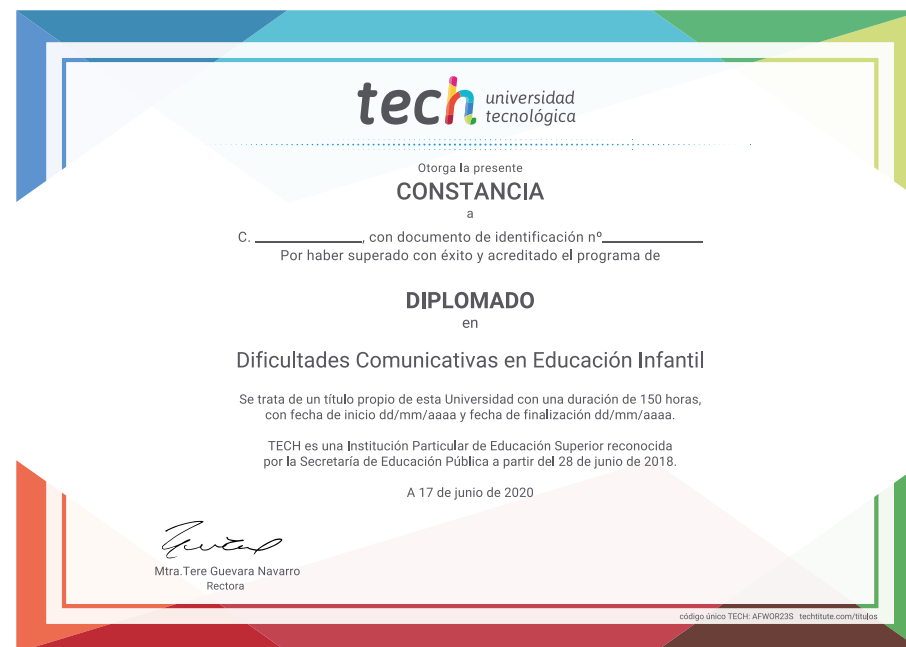 tech universidad
tecnológica
Otorga la presente
CONSTANCIA
a
C. ____________, con documento de identificación nº____________
Por haber superado con éxito y acreditado el programa de
DIPLOMADO
en
Dificultades Comunicativas en Educación Infantil
Se trata de un título propio de esta Universidad con una duración de 150 horas,
con fecha de inicio dd/mm/aaaa y fecha de finalización dd/mm/aaaa.
TECH es una Institución Particular de Educación Superior reconocida
por la Secretaría de Educación Pública a partir del 28 de junio de 2018.
A 17 de junio de 2020
Mtra.Tere Guevara Navarro
Rectora
código único TECH: AFWOR23S techtitute.com/titulos